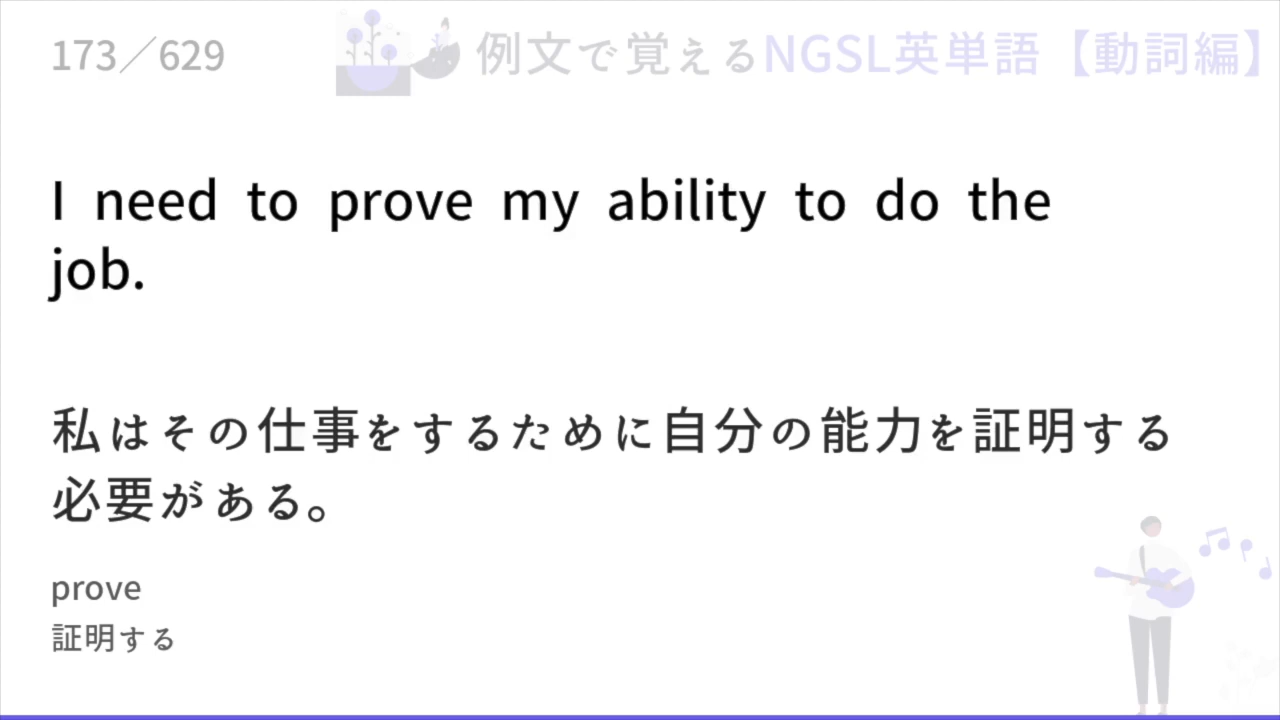 173／629
例文で覚えるNGSL英単語【動詞編】
I need to prove my ability to do the
job.
私はその仕事をするために自分の能力を証明する
必要がある。
prove
証明する